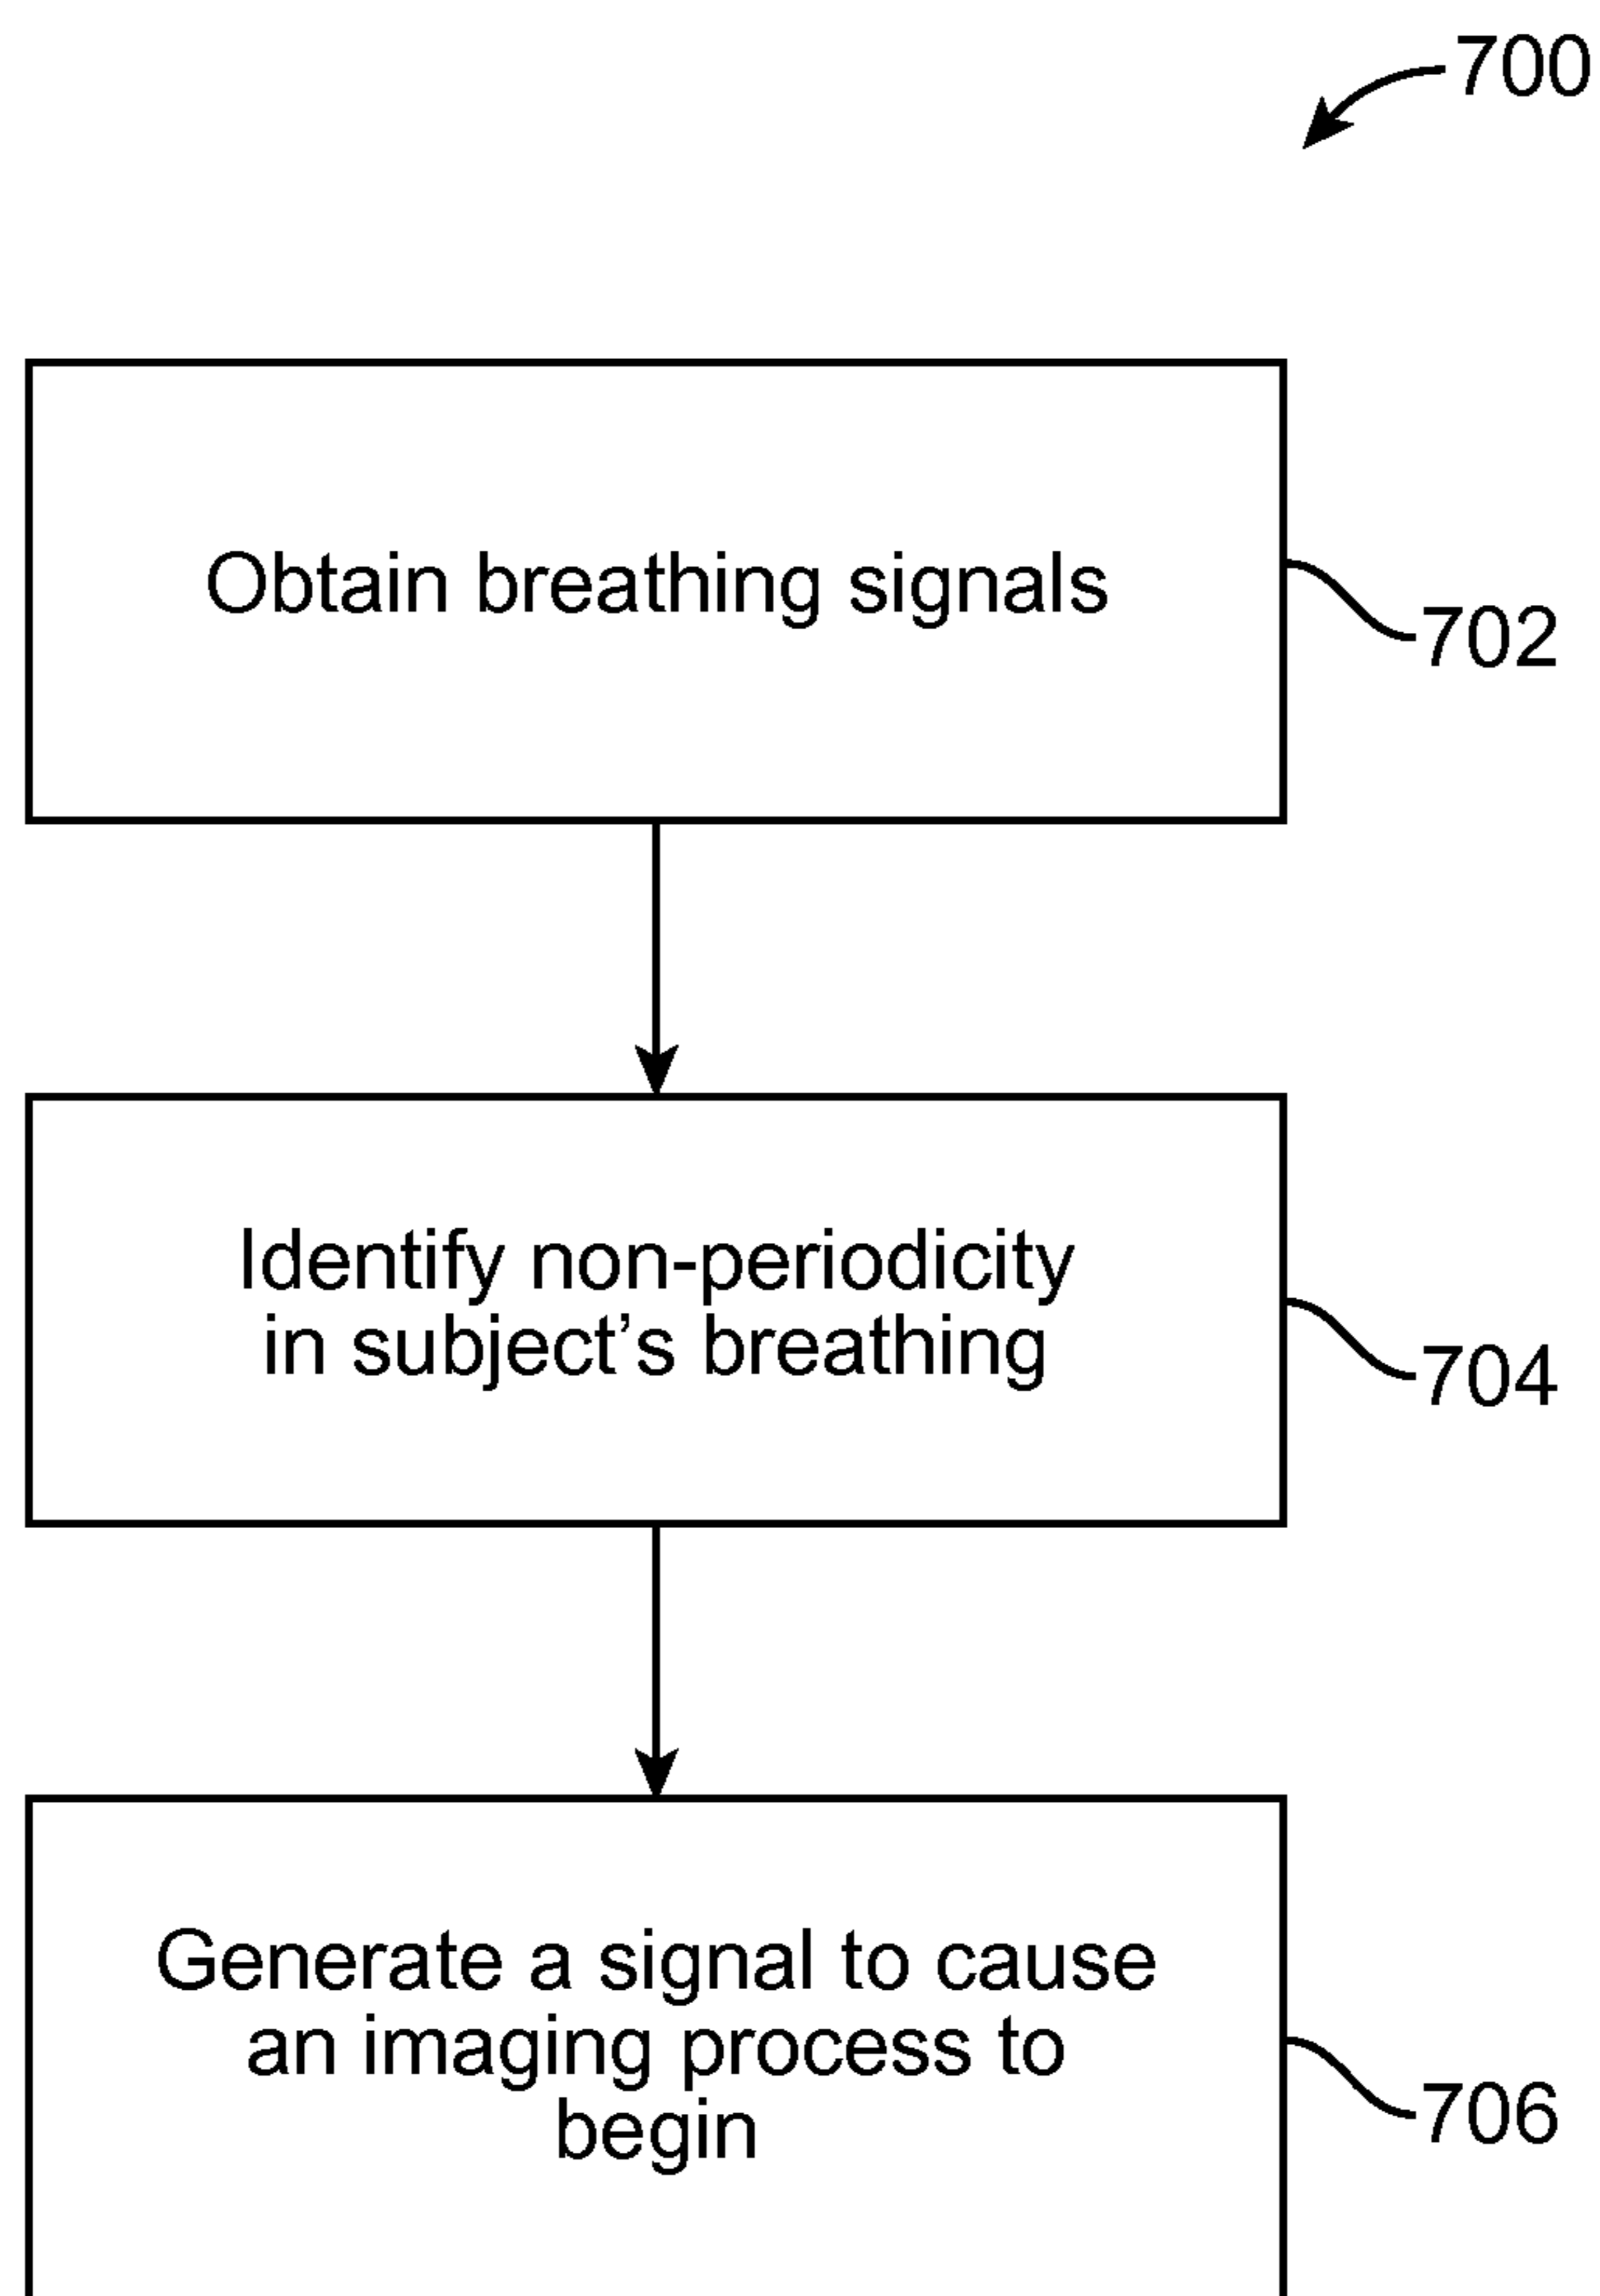 700
Obtain breathing signals
702
Identify non-periodicity
in subject’s breathing
704
Generate a signal to cause
an imaging process to
begin
706